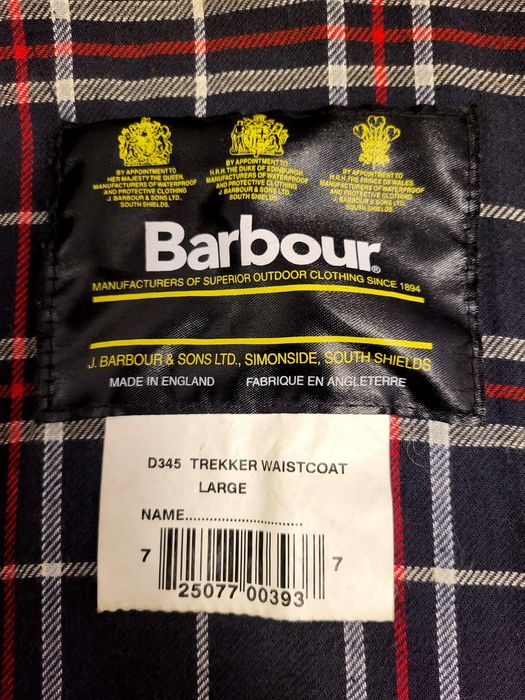 BY APPOINTMENT TO
HER MAJESTY THE QUEEN
MANUFACTURERS OF WATERPROOF
AND PROTECTIVE CLOTHING
J. BARBOUR & SONS LTD.
SOUTH SHIELDS.
BY APPOINTMENT TO
H.R.H. THE DUKE OF EDINBURGH
MANUFACTURERS OF WATERPROOF
AND PROTECTIVE CLOTHING
J. BARBOUR & SONS LTD.
SOUTH SHIELDS.
BY APPOINTMENT TO
H.R.H. THE PRINCE OF WALES
MANUFACTURERS OF WATERPROOF
AND PROTECTIVE CLOTHING
J. BARBOUR & SONS LTD.
SOUTH SHIELDS.
Barbour®
MANUFACTURERS OF SUPERIOR OUTDOOR CLOTHING SINCE 1894
J. BARBOUR & SONS LTD., SIMONSIDE, SOUTH SHIELDS
MADE IN ENGLAND FABRIQUE EN ANGLETERRE
D345 TREKKER WAISTCOAT
LARGE
NAME..............................
7 25077 00393 7